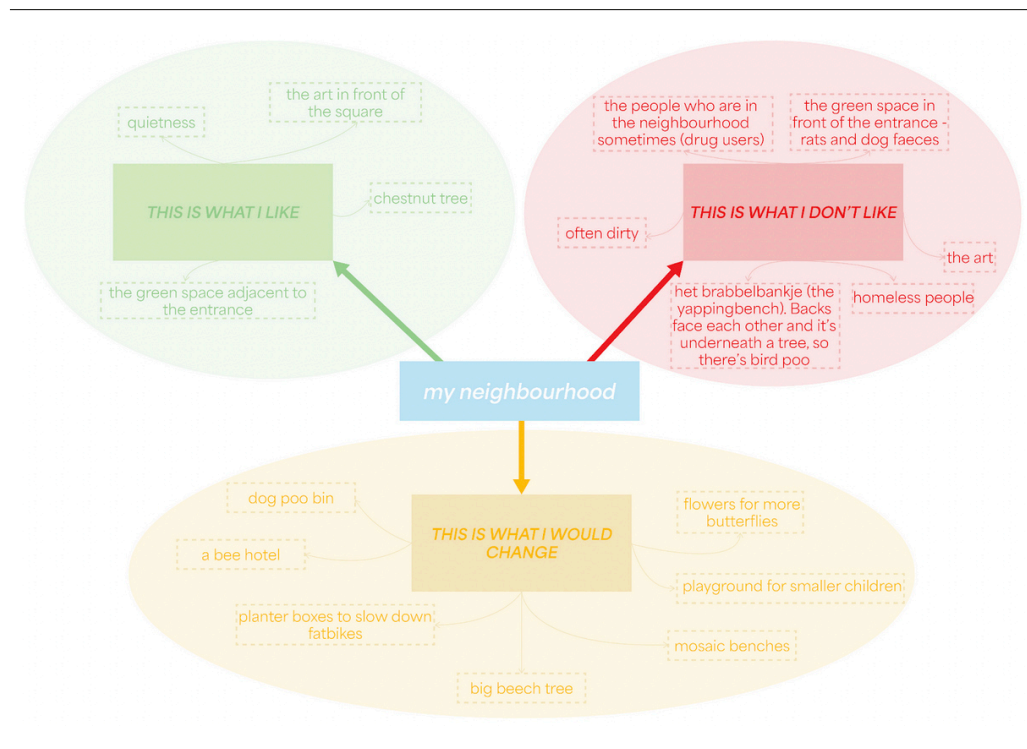 the art in front of
the square
quietness
chestnut tree
THIS IS WHAT I LIKE
the green space adjacent to
the entrance
the people who are in
the neighbourhood
sometimes (drug users)
the green space in
front of the entrance -
rats and dog faeces
THIS IS WHAT I DON'T LIKE
often dirty
the art
het brabbelbankje (the
yappingbench). Backs
face each other and it's
underneath a tree, so
there's bird poo
homeless people
my neighbourhood
dog poo bin
flowers for more
butterflies
THIS IS WHAT I WOULD
CHANGE
a bee hotel
playground for smaller children
planter boxes to slow down
fatbikes
mosaic benches
big beech tree